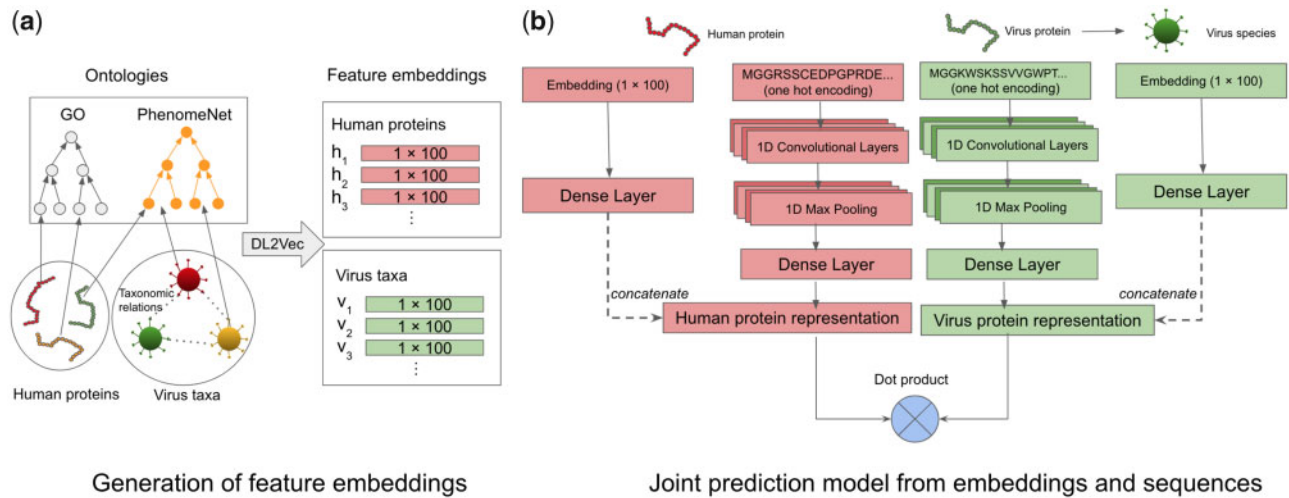 (a)
Ontologies
GO
PhenomeNet
Taxonomic
relations
Human proteins
Virus taxa
DL2Vec
Feature embeddings
Human proteins
h1 1 × 100
h2 1 × 100
h3 1 × 100
⋮
Virus taxa
v1 1 × 100
v2 1 × 100
v3 1 × 100
⋮
Generation of feature embeddings
(b)
Human protein
Virus protein
Virus species
Embedding (1 × 100)
MGGRSSCEDPGPRDE...
(one hot encoding)
MGGKWSKSSVVGWPT...
(one hot encoding)
Embedding (1 × 100)
1D Convolutional Layers
1D Convolutional Layers
Dense Layer
1D Max Pooling
1D Max Pooling
Dense Layer
Dense Layer
Dense Layer
concatenate
concatenate
Human protein representation
Virus protein representation
Dot product
Joint prediction model from embeddings and sequences